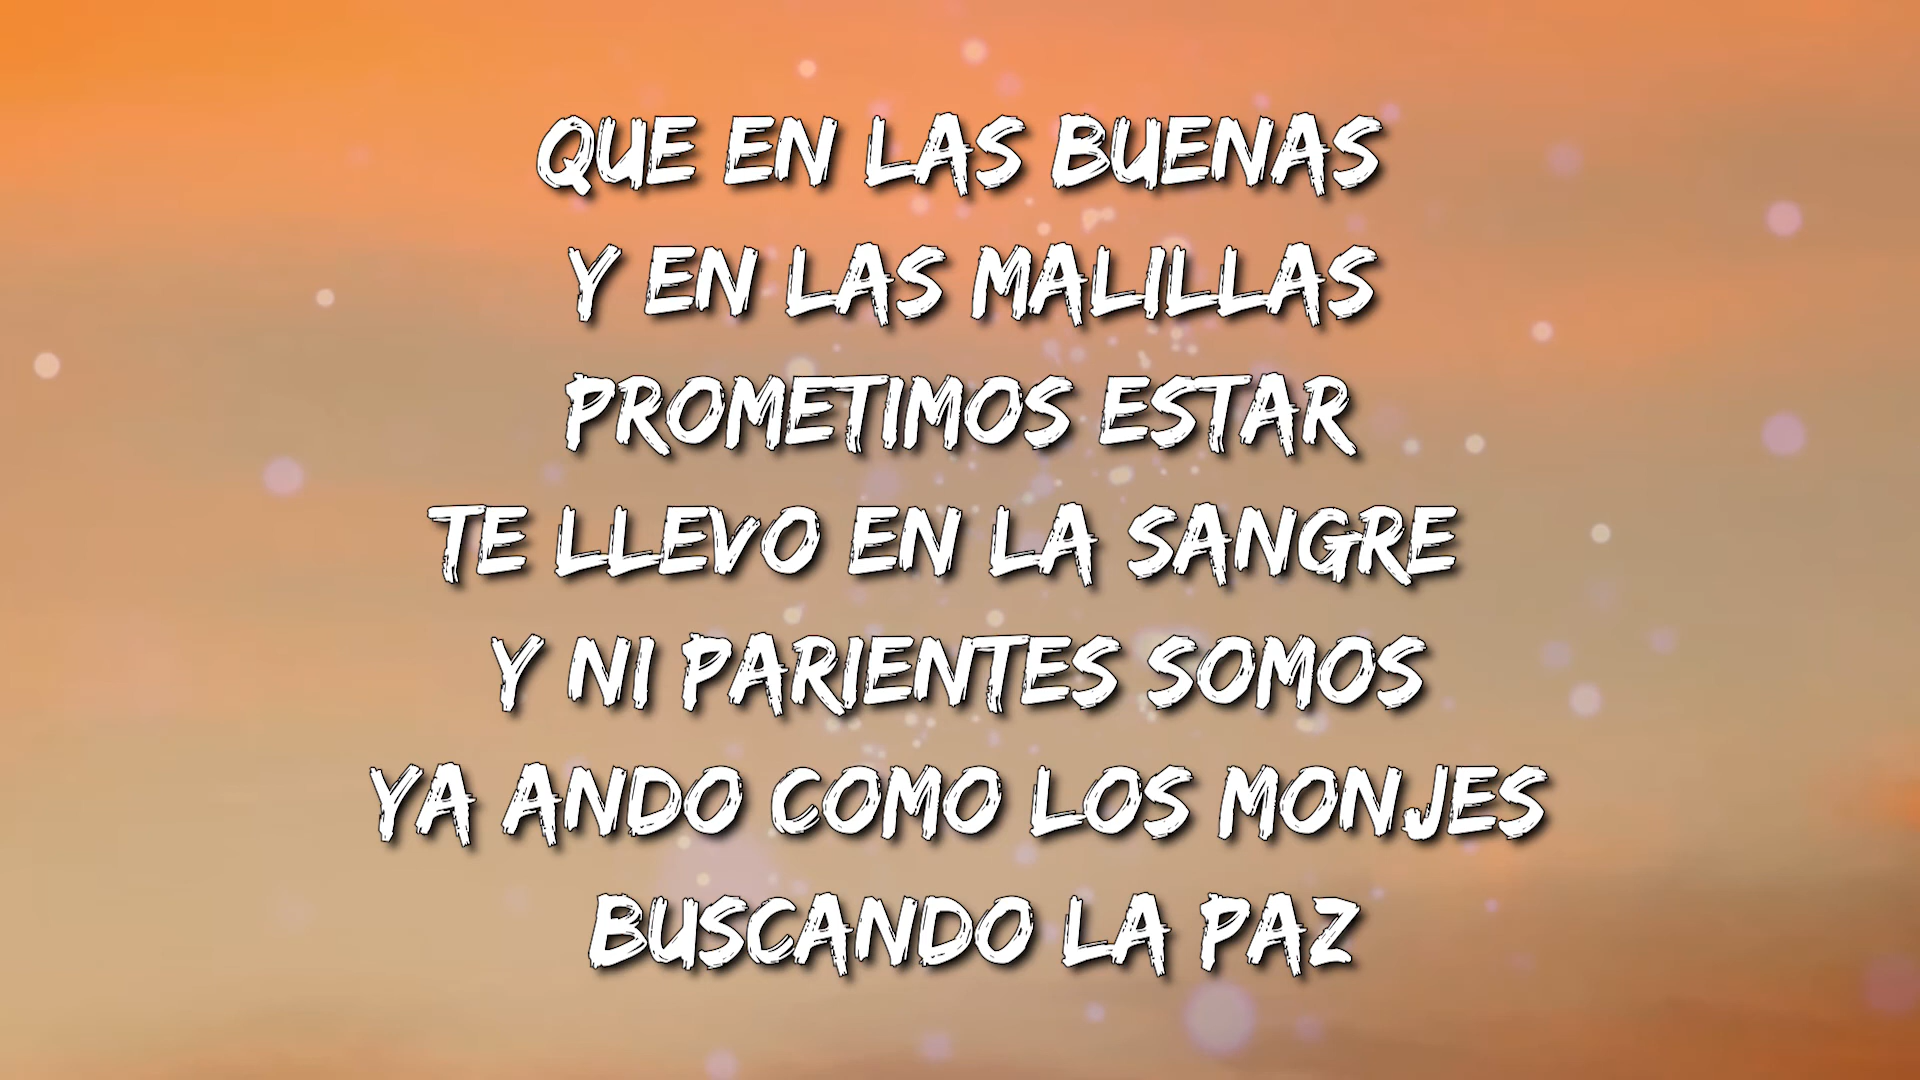 QUE EN LAS BUENAS
Y EN LAS MALILLAS
PROMETIMOS ESTAR
TE LLEVO EN LA SANGRE
Y NI PARIENTES SOMOS
YA ANDO COMO LOS MONJES
BUSCANDO LA PAZ